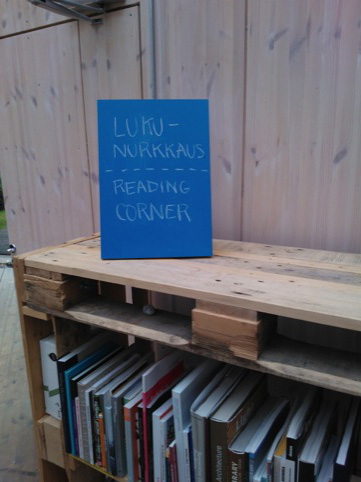 LUKU-
NURKKAUS
READING
CORNER